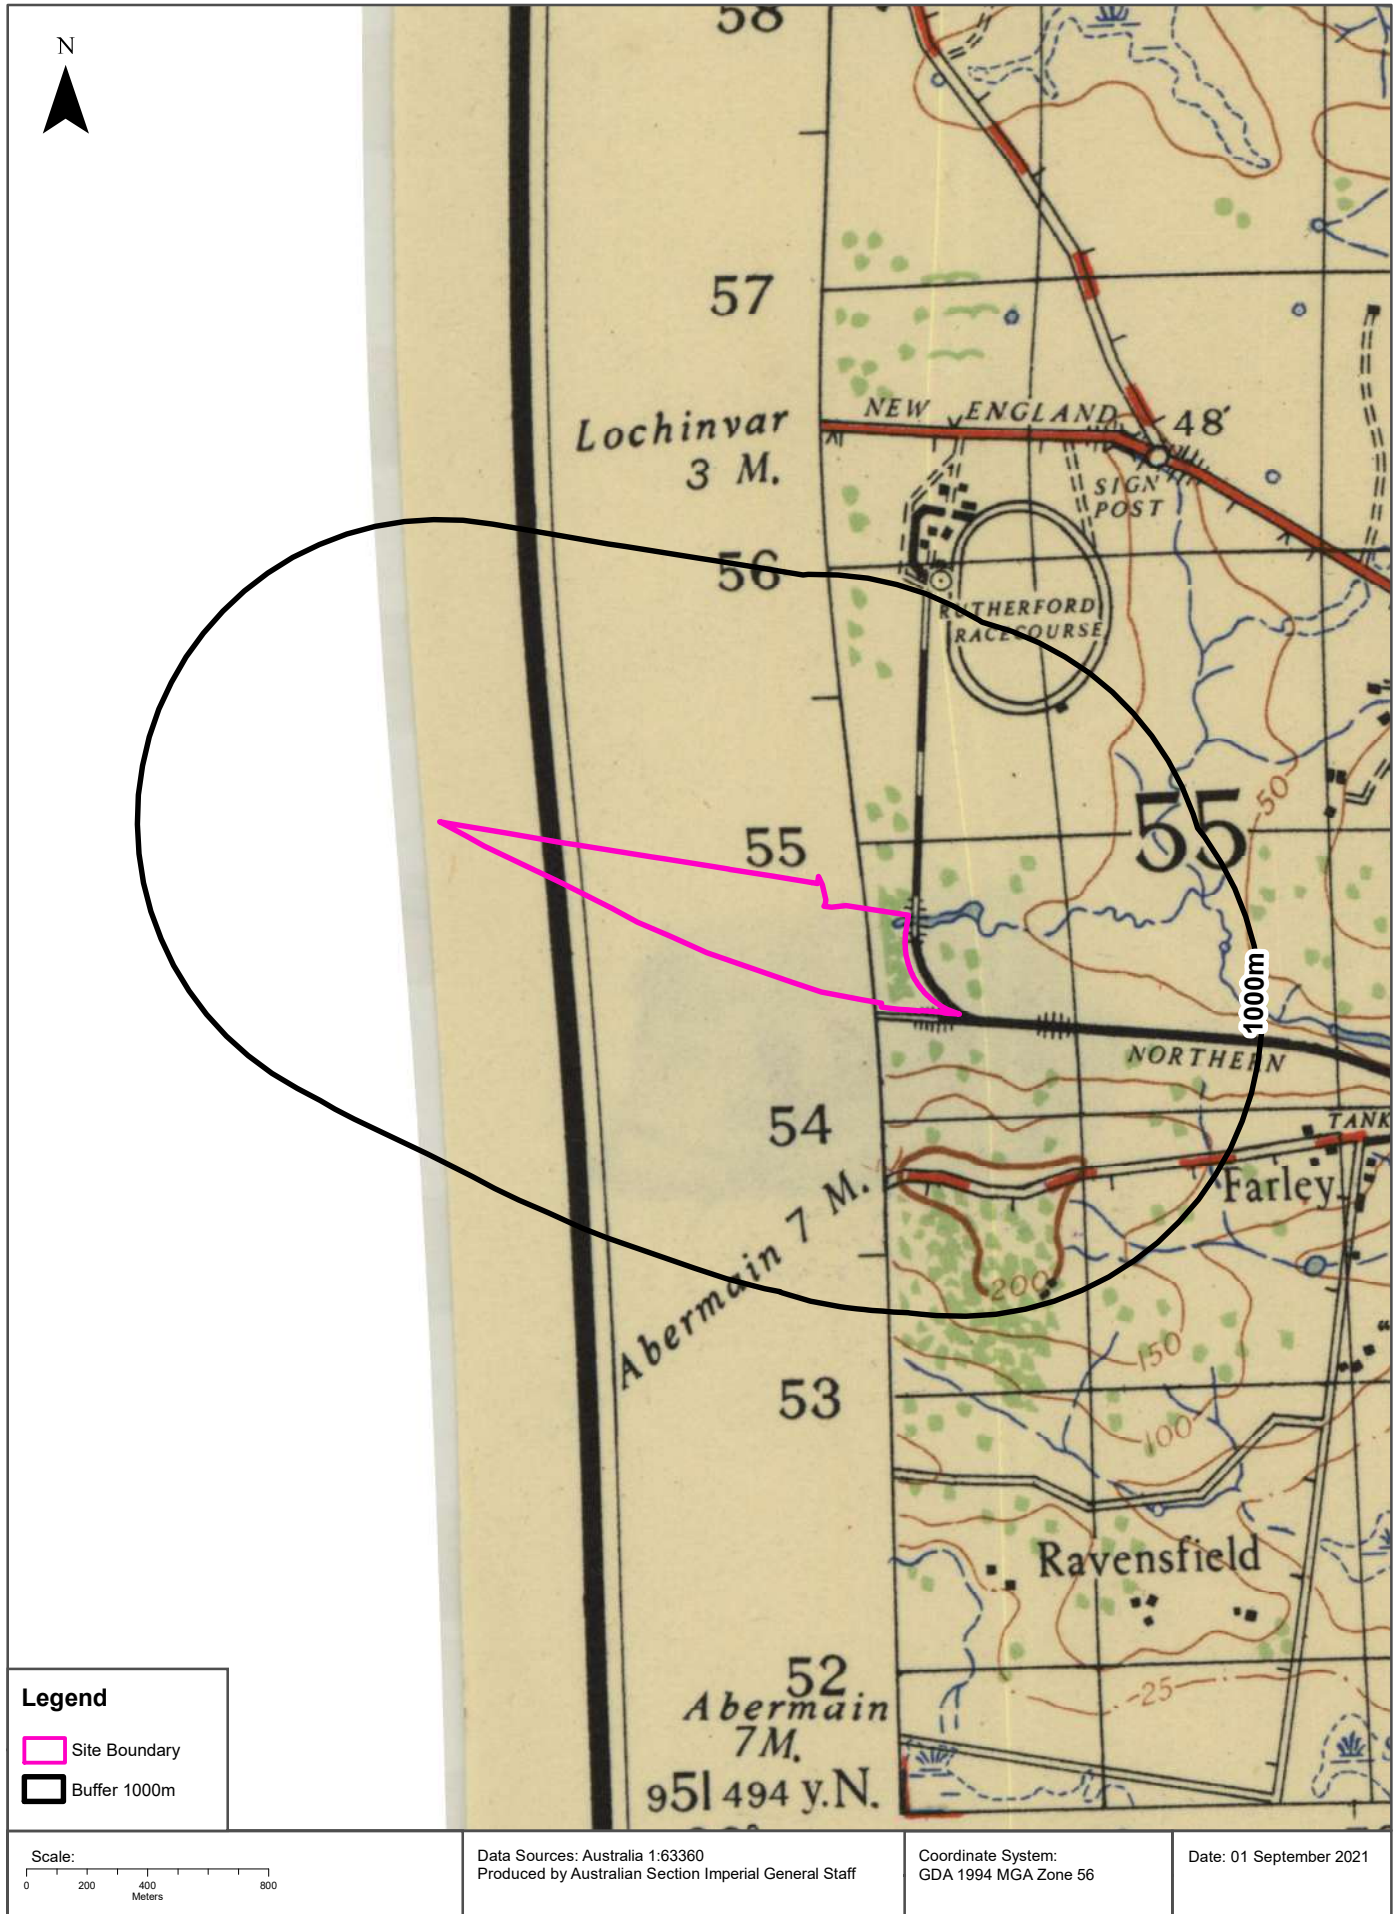 N
58
57
NEW ENGLAND
Lochinvar
3 M.
48'
SIGN
POST
56
RUTHERFORD
RACECOURSE
55
55
50
1000m
NORTHERN
54
TANK
Abermain 7 M.
Farley
200
150
53
100
Ravensfield
52
25
Abermain
7M.
951 494 y.N.
Legend
Site Boundary
Buffer 1000m
Scale:
0 200 400 800
Meters
Data Sources: Australia 1:63360
Produced by Australian Section Imperial General Staff
Coordinate System:
GDA 1994 MGA Zone 56
Date: 01 September 2021